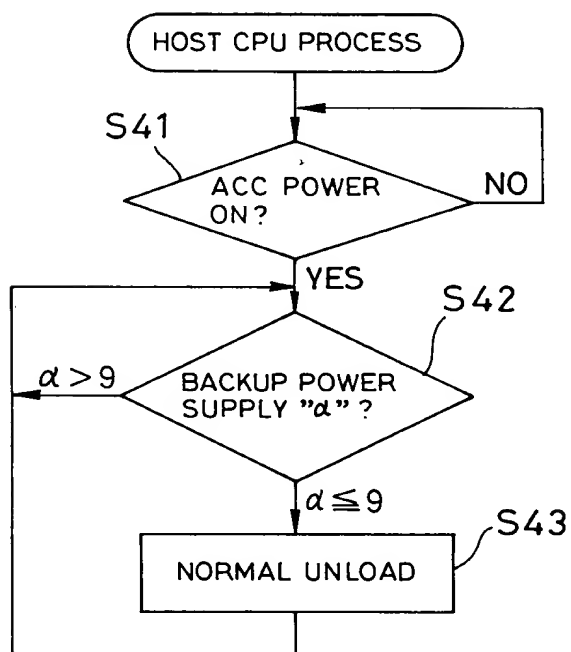 HOST CPU PROCESS
S41
ACC POWER
ON?
NO
YES
S42
α > 9
BACKUP POWER
SUPPLY "α" ?
α ≦ 9
S43
NORMAL UNLOAD